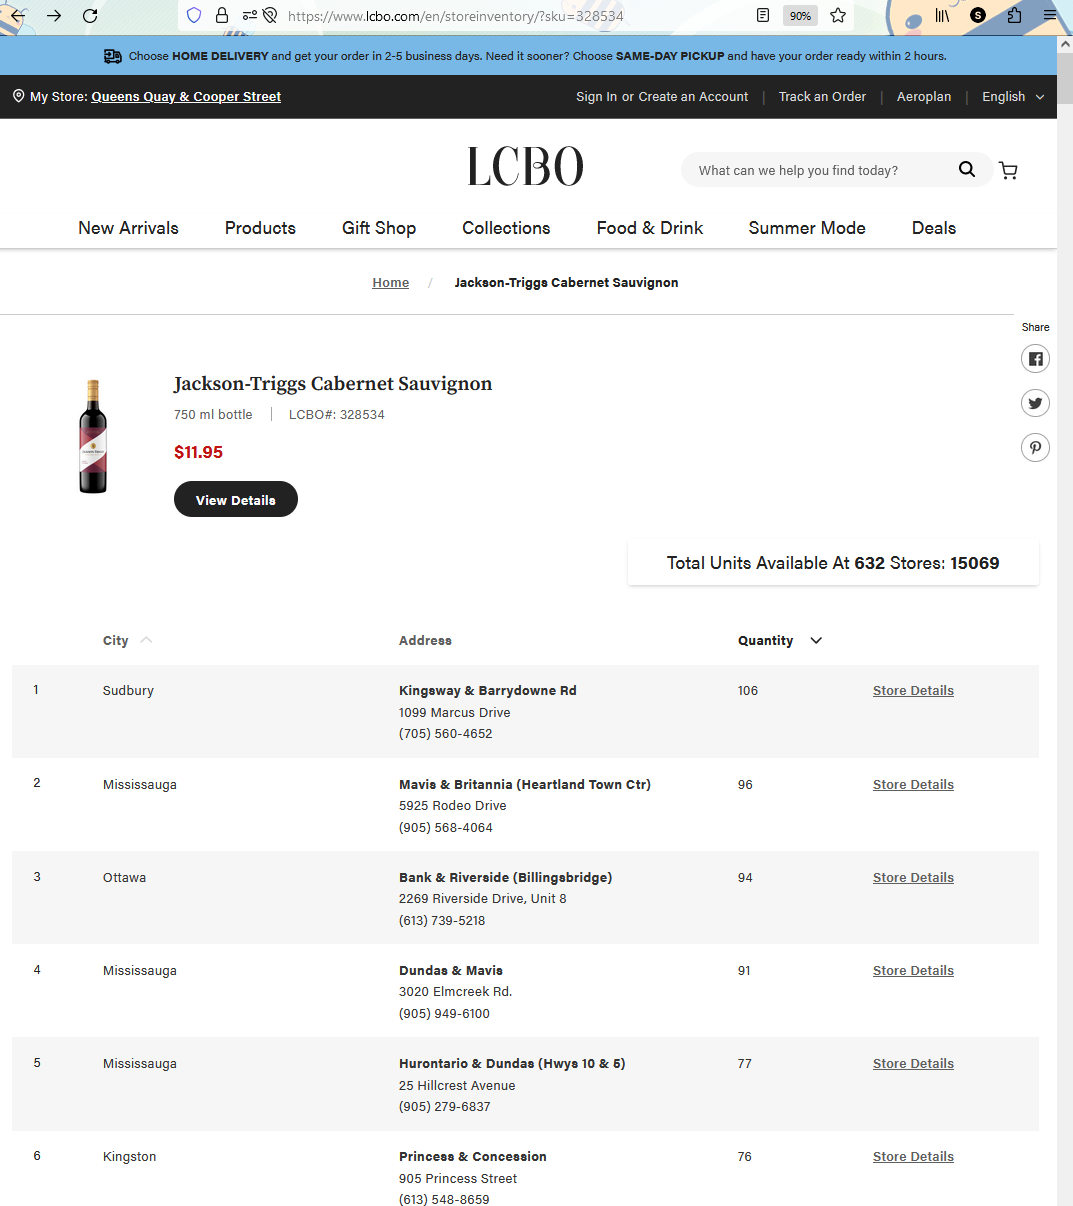 https://www.lcbo.com/en/storeinventory/?sku=328534
90%
S
Choose HOME DELIVERY and get your order in 2-5 business days. Need it sooner? Choose SAME-DAY PICKUP and have your order ready within 2 hours.
My Store: Queens Quay & Cooper Street
Sign In or Create an Account | Track an Order | Aeroplan | English
LCBO
What can we help you find today?
New Arrivals Products Gift Shop Collections Food & Drink Summer Mode Deals
Home / Jackson-Triggs Cabernet Sauvignon
Share
Jackson-Triggs Cabernet Sauvignon
750 ml bottle | LCBO#: 328534
$11.95
View Details
Total Units Available At 632 Stores: 15069
City Address Quantity
1 Sudbury Kingsway & Barrydowne Rd 106 Store Details
1099 Marcus Drive
(705) 560-4652
2 Mississauga Mavis & Britannia (Heartland Town Ctr) 96 Store Details
5925 Rodeo Drive
(905) 568-4064
3 Ottawa Bank & Riverside (Billingsbridge) 94 Store Details
2269 Riverside Drive, Unit 8
(613) 739-5218
4 Mississauga Dundas & Mavis 91 Store Details
3020 Elmcreek Rd.
(905) 949-6100
5 Mississauga Hurontario & Dundas (Hwys 10 & 5) 77 Store Details
25 Hillcrest Avenue
(905) 279-6837
6 Kingston Princess & Concession 76 Store Details
905 Princess Street
(613) 548-8659